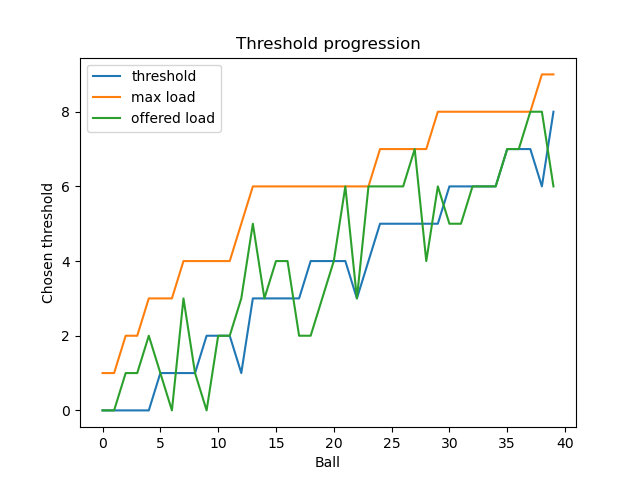 Threshold progression
threshold
max load
offered load
Chosen threshold
8
6
4
2
0
0 5 10 15 20 25 30 35 40
Ball